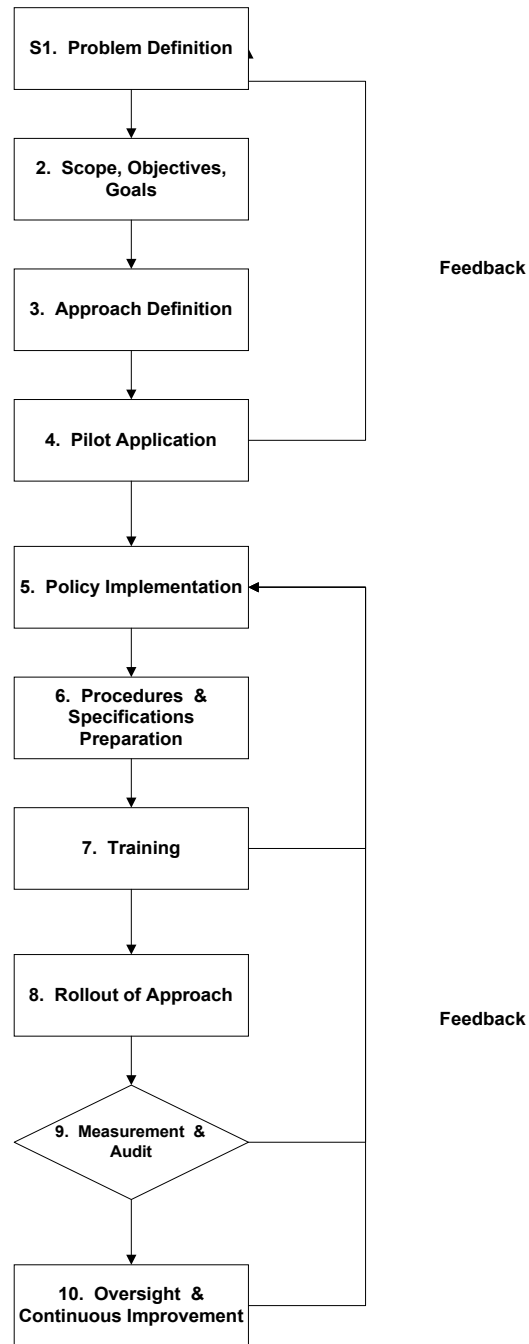 S1. Problem Definition
2. Scope, Objectives,
Goals
Feedback
3. Approach Definition
4. Pilot Application
5. Policy Implementation
6. Procedures &
Specifications
Preparation
7. Training
8. Rollout of Approach
Feedback
9. Measurement &
Audit
10. Oversight &
Continuous Improvement